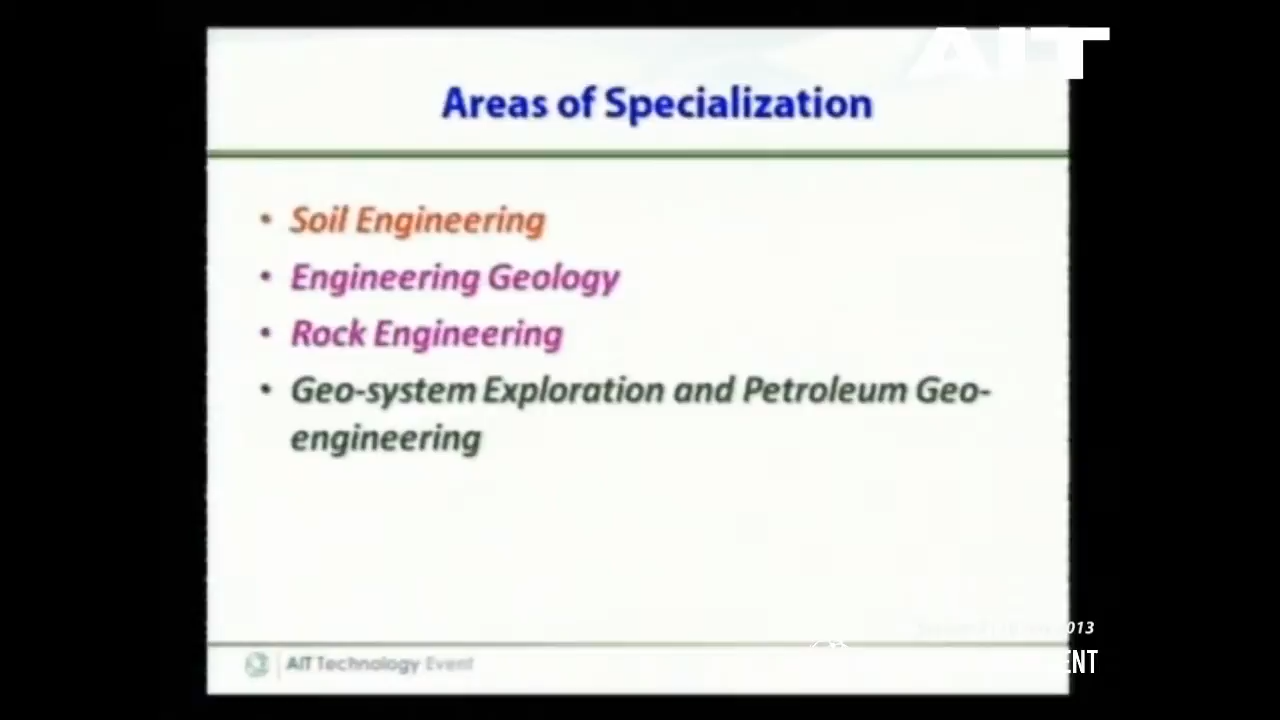 AIT
Areas of Specialization
• Soil Engineering
• Engineering Geology
• Rock Engineering
• Geo-system Exploration and Petroleum Geo-
engineering
AIT Technology Event